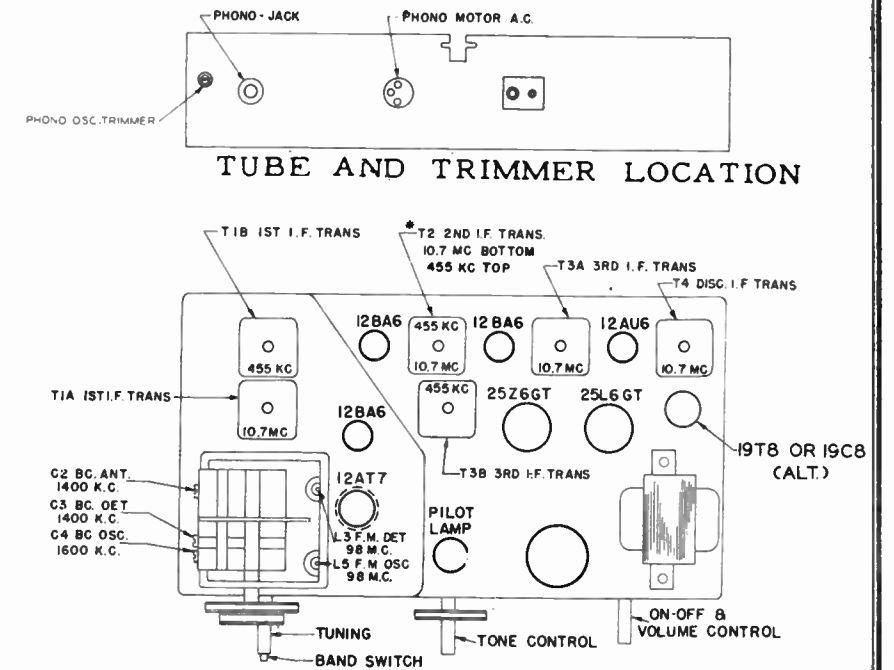 PHONO-JACK
PHONO MOTOR A.C.
PHONO OSC. TRIMMER
TUBE AND TRIMMER LOCATION
T1B 1ST I.F. TRANS
*T2 2ND I.F. TRANS.
10.7 MC BOTTOM
455 KC TOP
T3A 3RD I.F. TRANS
T4 DISC. I.F TRANS
12BA6
455 KC
10.7 MC
12BA6
12AU6
455 KC
10.7 MC
10.7 MC
T1A 1ST I.F. TRANS
10.7MC
12BA6
455 KC
25Z6GT
25L6GT
19T8 OR 19C8
(ALT.)
T3B 3RD I.F. TRANS
C2 BC. ANT.
1400 K.C.
C3 BC. OET
1400 K.C.
C4 BC OSC.
1600 K.C.
12AT7
L3 F.M. DET
98 M.C.
L5 F.M OSC
98 M.C.
PILOT
LAMP
TUNING
BAND SWITCH
TONE CONTROL
ON-OFF &
VOLUME CONTROL